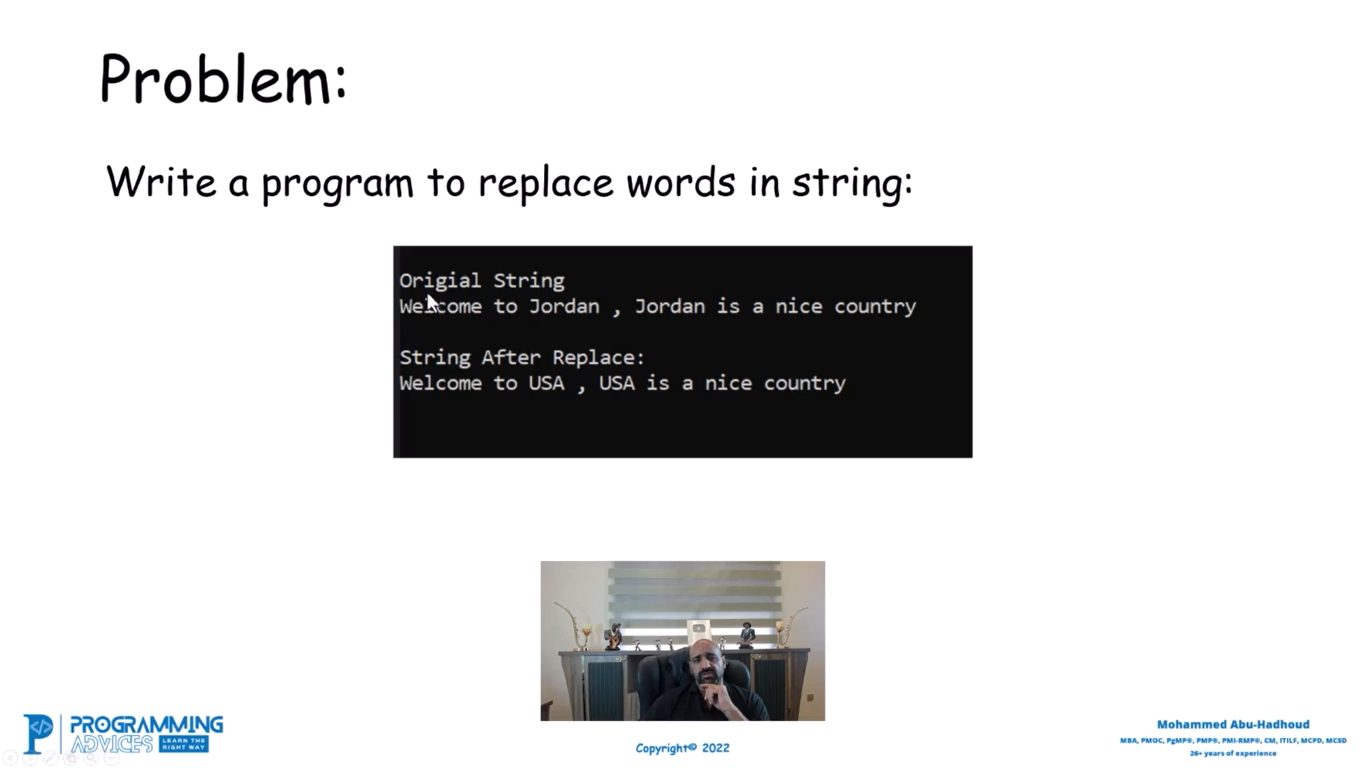 Problem:
Write a program to replace words in string:
Origial String
Welcome to Jordan , Jordan is a nice country
String After Replace:
Welcome to USA , USA is a nice country
PROGRAMMING
ADVICES
LEARN THE
RIGHT WAY
Copyright© 2022
Mohammed Abu-Hadhoud
MBA, PMOC, PgMP®, PMP®, PMI-RMP®, CM, ITILF, MCPD, MCSD
26+ years of experience